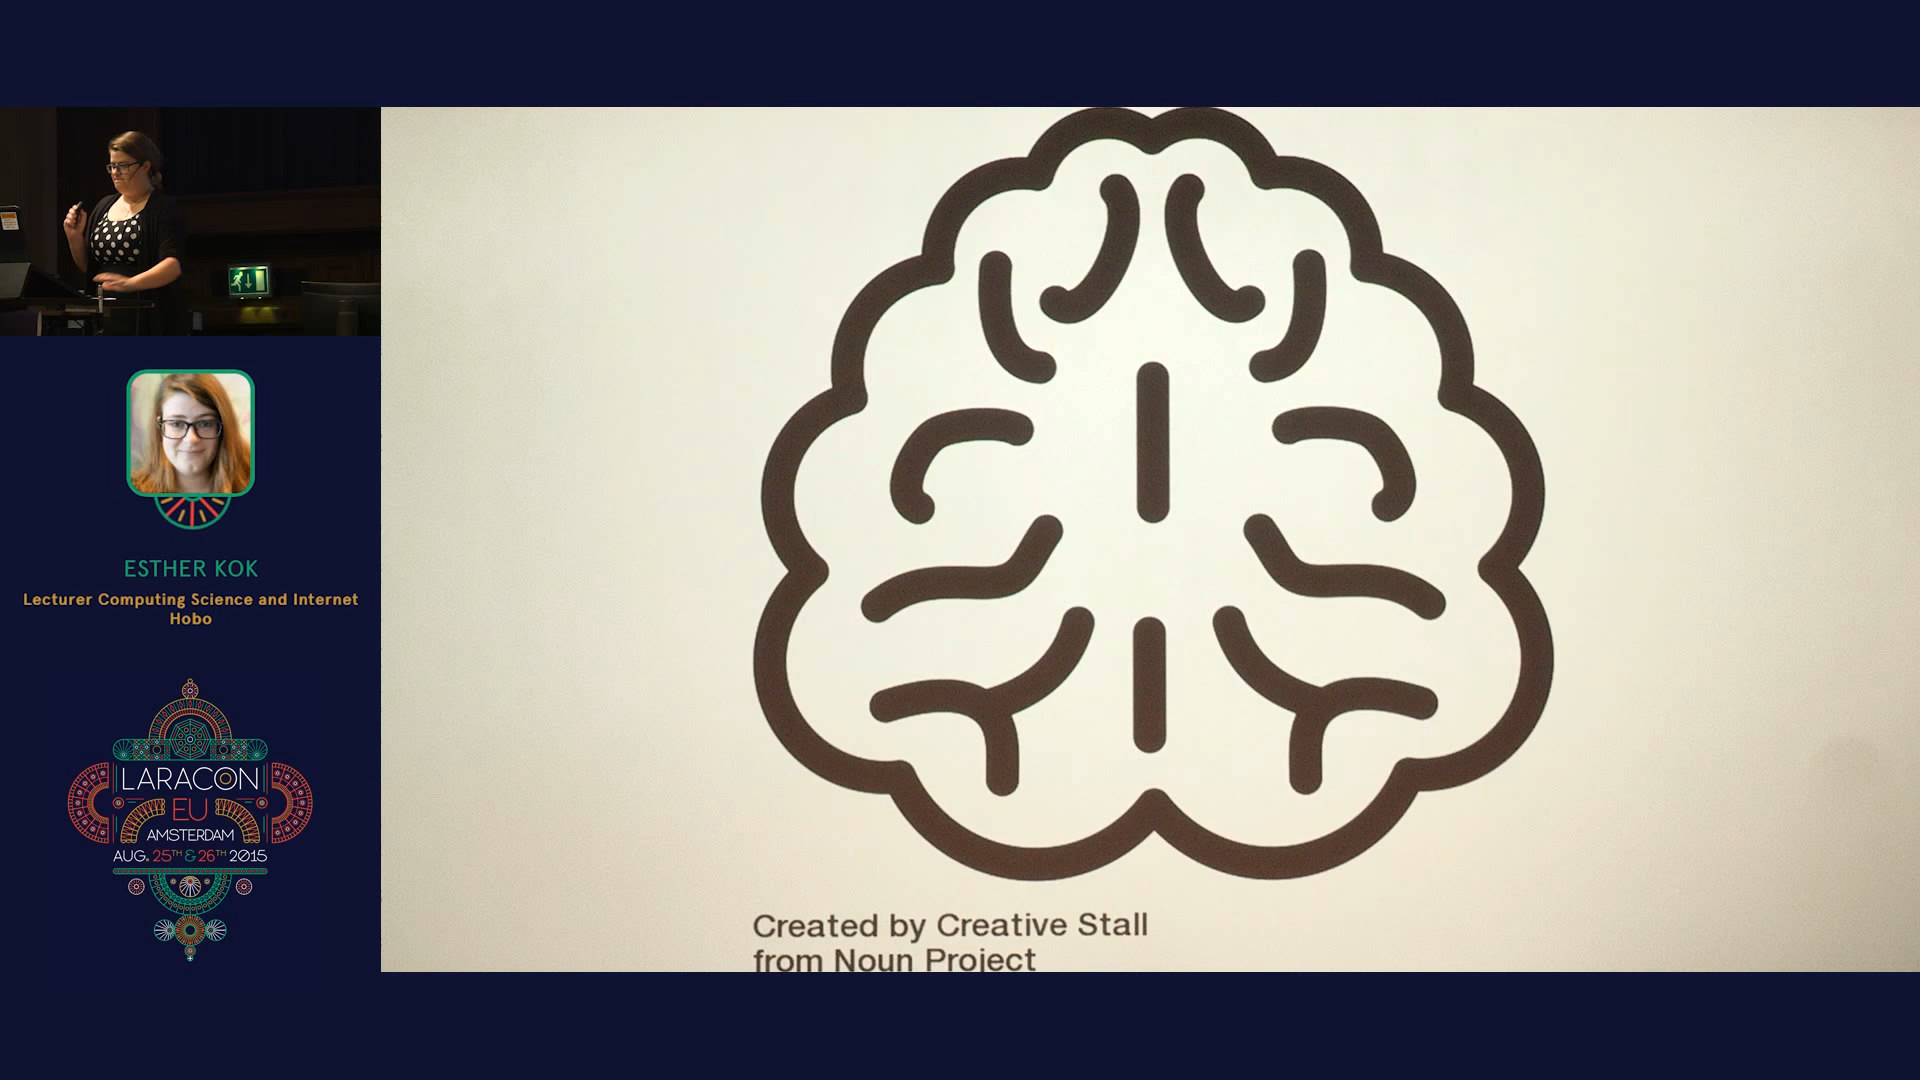 ESTHER KOK
Lecturer Computing Science and Internet
Hobo
LARACON
EU
AMSTERDAM
AUG. 25TH & 26TH 2015
Created by Creative Stall
from Noun Project